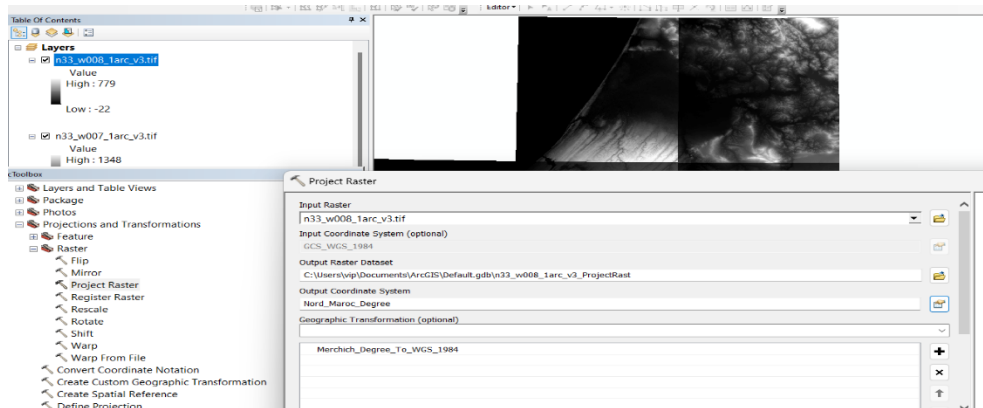 Editor
Table Of Contents
Layers
n33_w008_1arc_v3.tif
Value
High : 779
Low : -22
n33_w007_1arc_v3.tif
Value
High : 1348
cToolbox
Layers and Table Views
Package
Photos
Projections and Transformations
Feature
Raster
Flip
Mirror
Project Raster
Register Raster
Rescale
Rotate
Shift
Warp
Warp From File
Convert Coordinate Notation
Create Custom Geographic Transformation
Create Spatial Reference
Define Projection
Project Raster
Input Raster
n33_w008_1arc_v3.tif
Input Coordinate System (optional)
GCS_WGS_1984
Output Raster Dataset
C:\Users\vip\Documents\ArcGIS\Default.gdb\n33_w008_1arc_v3_ProjectRast
Output Coordinate System
Nord_Maroc_Degree
Geographic Transformation (optional)
Merchich_Degree_To_WGS_1984